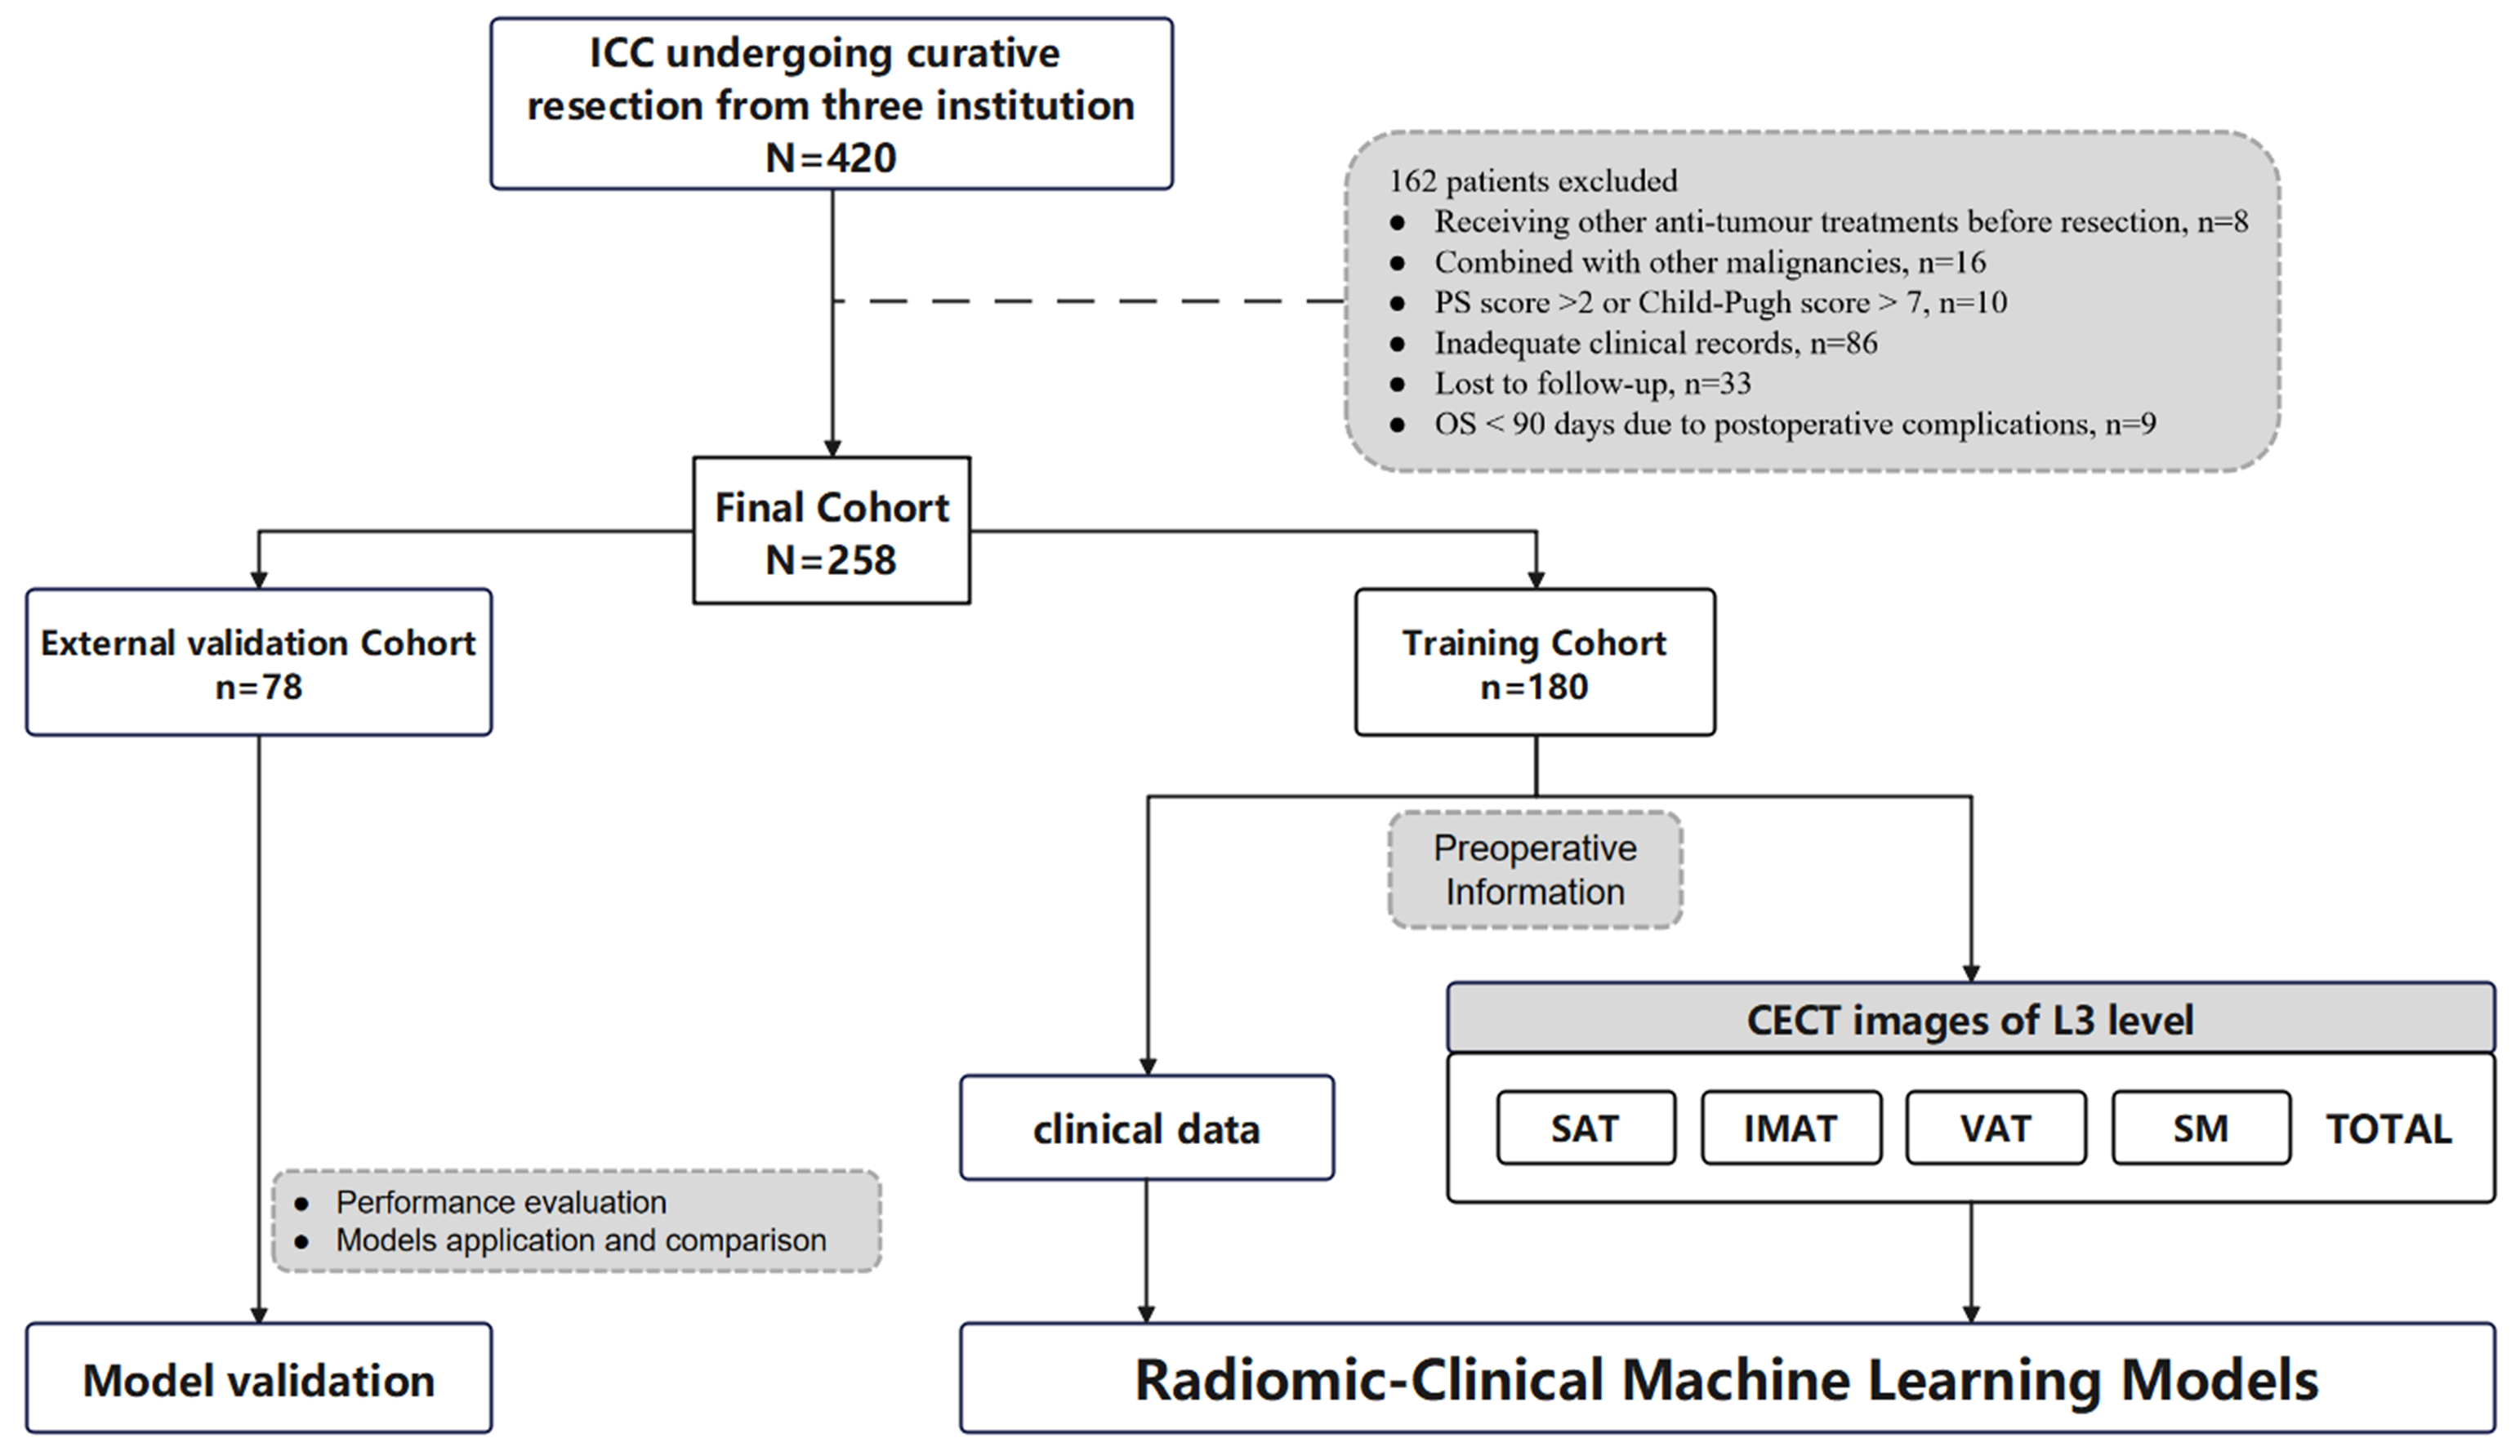 ICC undergoing curative
resection from three institution
N=420
162 patients excluded
● Receiving other anti-tumour treatments before resection, n=8
● Combined with other malignancies, n=16
● PS score >2 or Child-Pugh score > 7, n=10
● Inadequate clinical records, n=86
● Lost to follow-up, n=33
● OS < 90 days due to postoperative complications, n=9
Final Cohort
N=258
External validation Cohort
n=78
Training Cohort
n=180
Preoperative
Information
CECT images of L3 level
SAT IMAT VAT SM TOTAL
clinical data
● Performance evaluation
● Models application and comparison
Model validation
Radiomic-Clinical Machine Learning Models